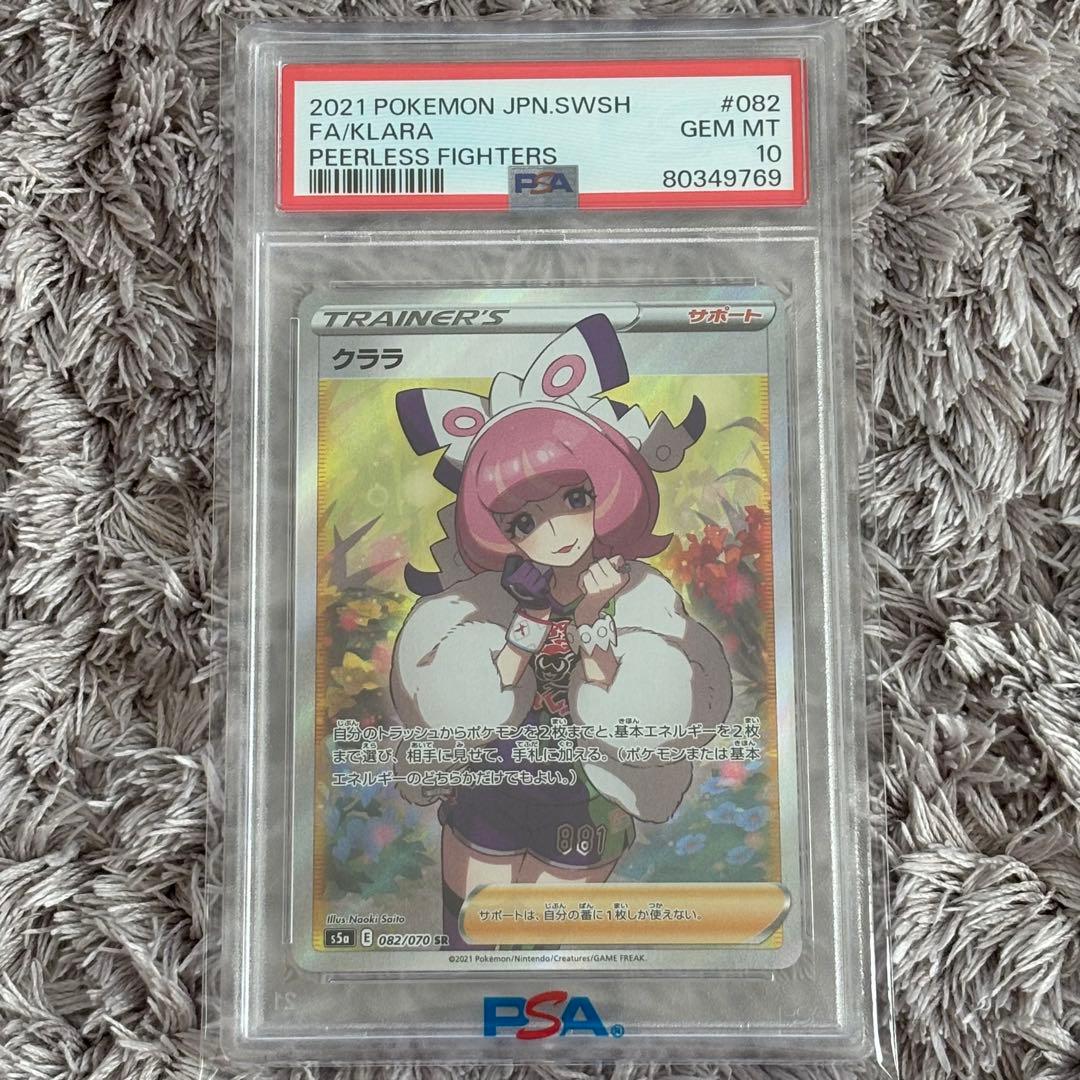 2021 POKEMON JPN.SWSH #082
FA/KLARA GEM MT
PEERLESS FIGHTERS 10
PSA
80349769
TRAINER'S サポート
クララ
自分のトラッシュからポケモンを2枚までと、基本エネルギーを2枚
まで選び、相手に見せて、手札に加える。(ポケモンまたは基本
エネルギーのどちらかだけでもよい。)
881
サポートは、自分の番に1枚しか使えない。
Illus. Naoki Saito
s5a E 082/070 SR
©2021 Pokémon/Nintendo/Creatures/GAME FREAK.
PSA®